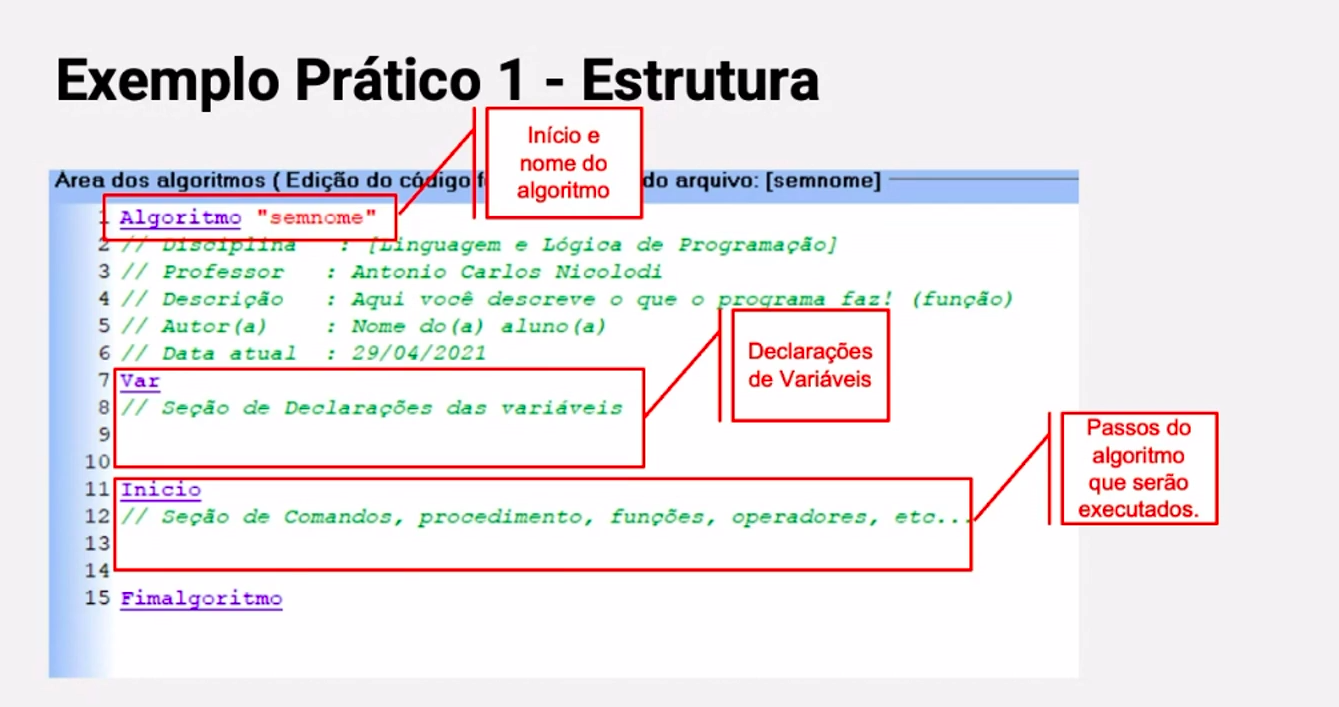 Exemplo Prático 1 - Estrutura
Início e
nome do
algoritmo
Área dos algoritmos ( Edição do código f do arquivo: [semnome]
1 Algoritmo "semnome"
2 // Disciplina : [Linguagem e Lógica de Programação]
3 // Professor : Antonio Carlos Nicolodi
4 // Descrição : Aqui você descreve o que o programa faz! (função)
5 // Autor(a) : Nome do(a) aluno(a)
6 // Data atual : 29/04/2021
Declarações
de Variáveis
7 Var
8 // Seção de Declarações das variáveis
9
10
Passos do
algoritmo
que serão
executados.
11 Inicio
12 // Seção de Comandos, procedimento, funções, operadores, etc...
13
14
15 Fimalgoritmo